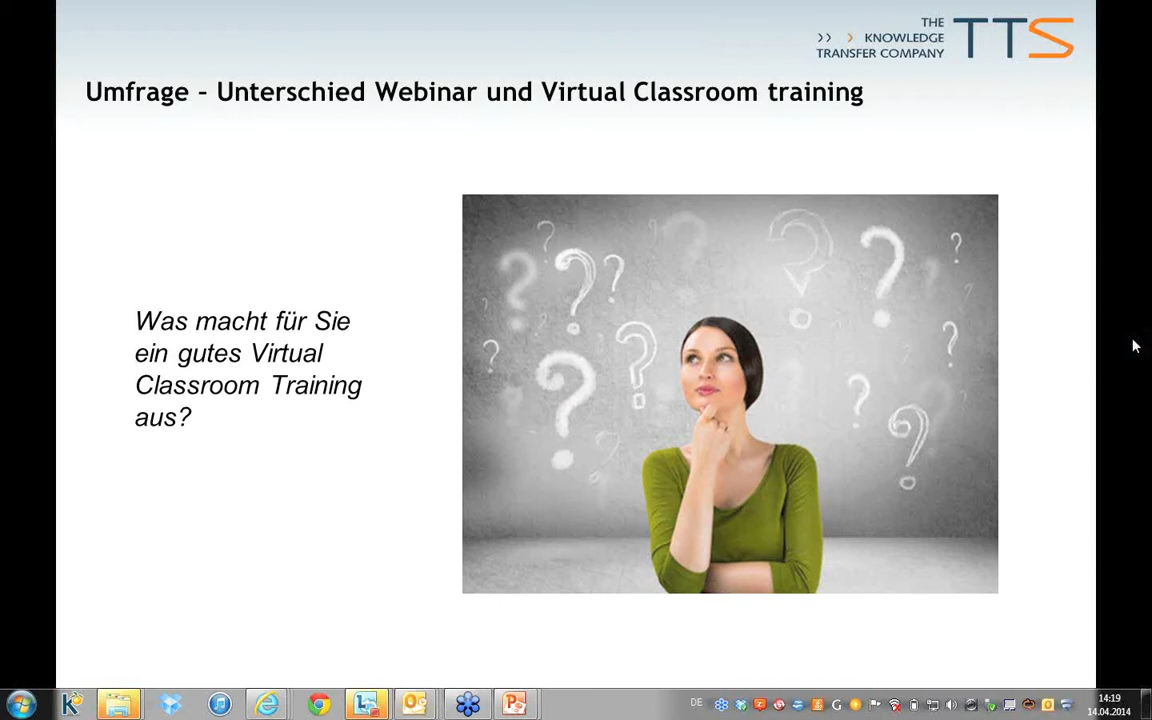 THE
KNOWLEDGE
TRANSFER COMPANY
TTS
Umfrage – Unterschied Webinar und Virtual Classroom training
Was macht für Sie
ein gutes Virtual
Classroom Training
aus?
DE
14:19
14.04.2014